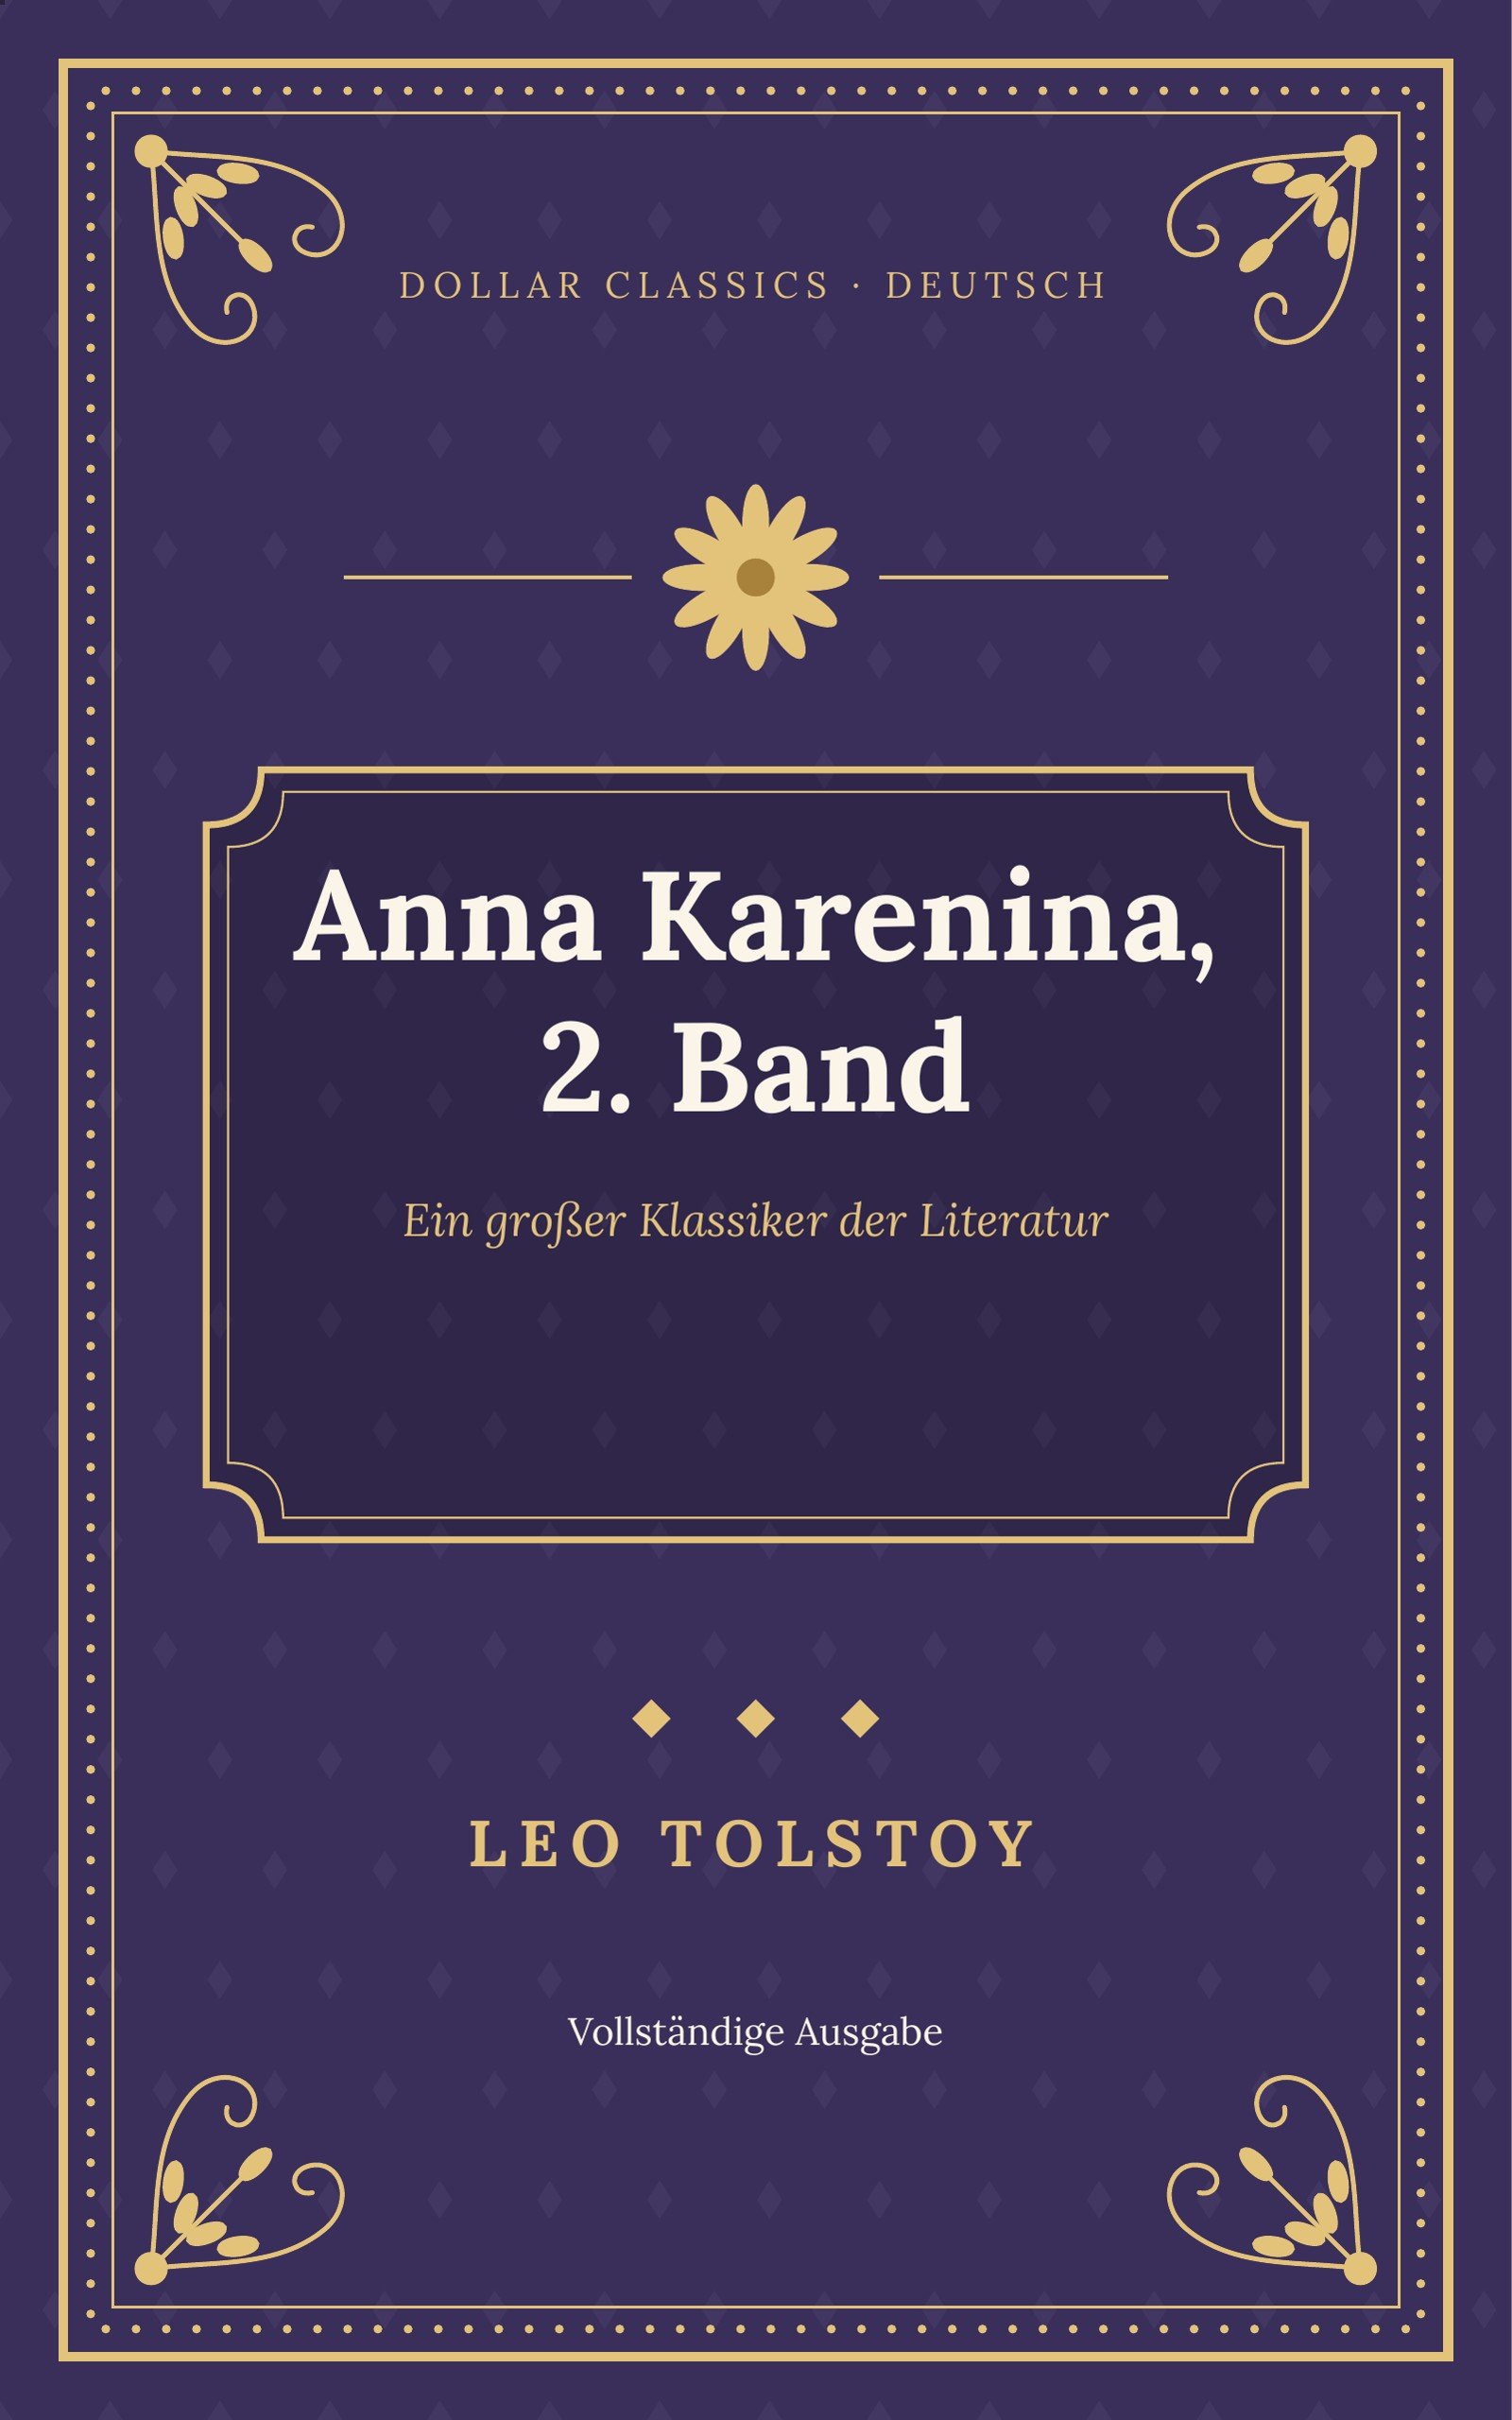 DOLLAR CLASSICS · DEUTSCH
Anna Karenina,
2. Band
Ein großer Klassiker der Literatur
LEO TOLSTOY
Vollständige Ausgabe